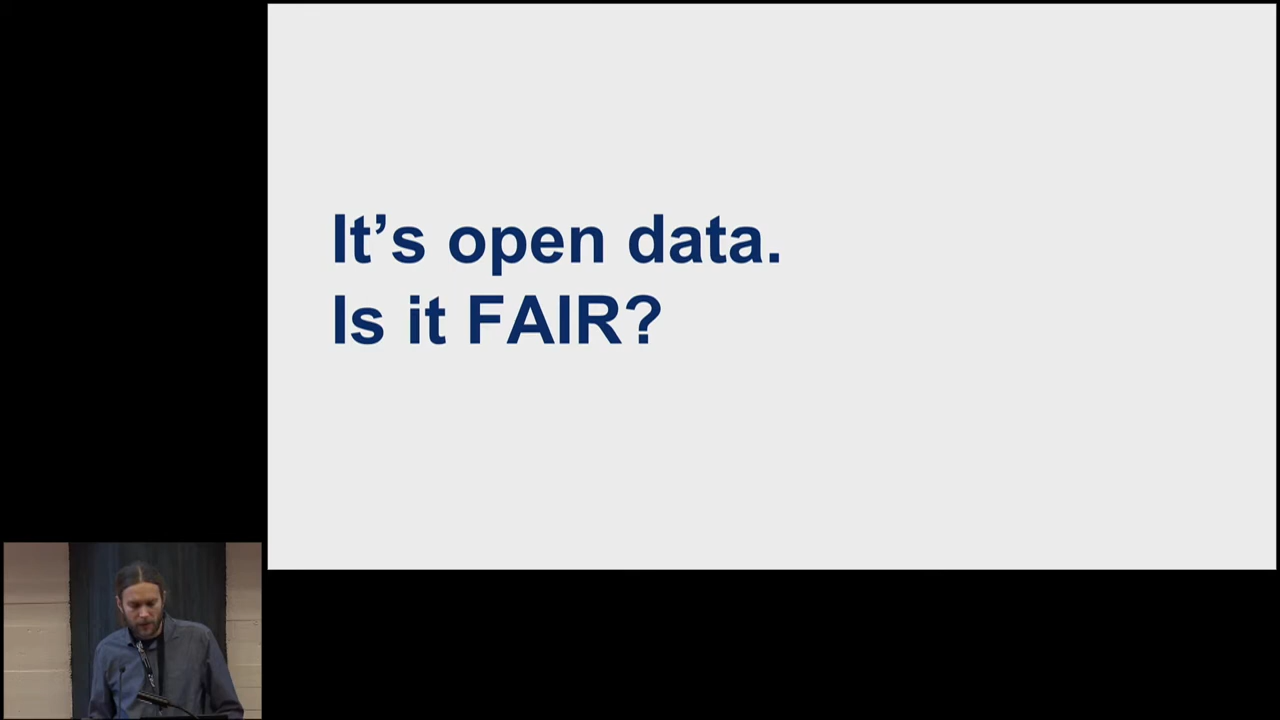 It’s open data.
Is it FAIR?